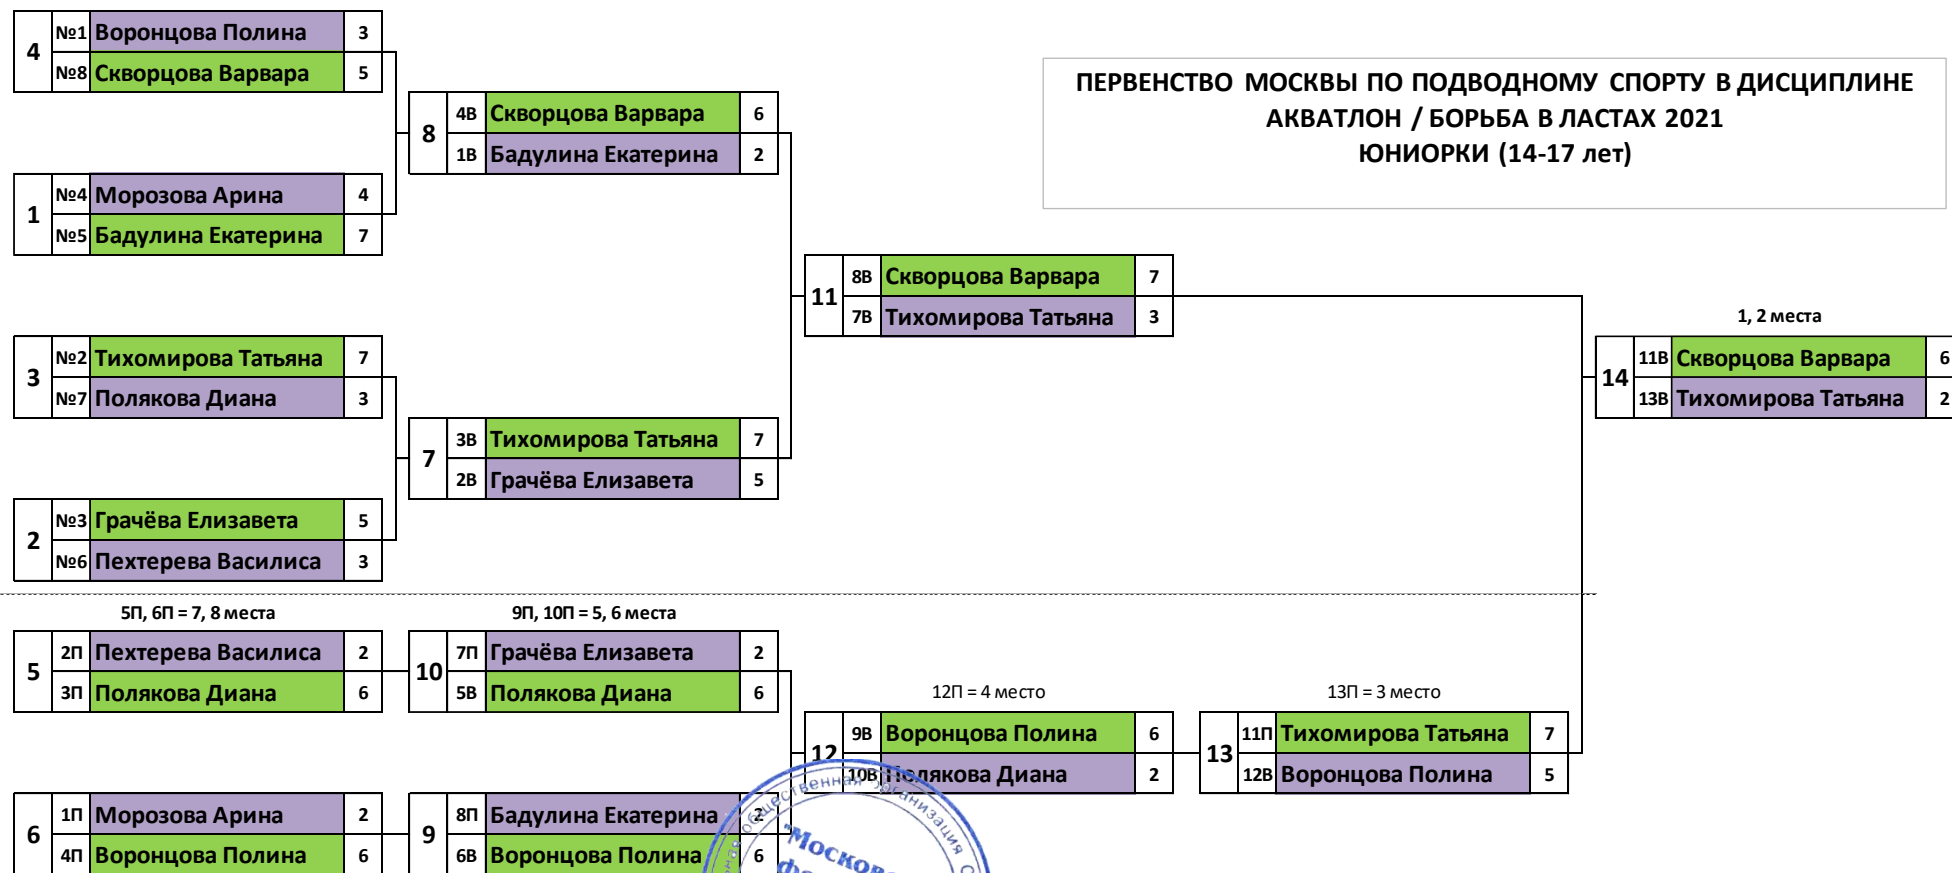 ПЕРВЕНСТВО МОСКВЫ ПО ПОДВОДНОМУ СПОРТУ В ДИСЦИПЛИНЕ
АКВАТЛОН / БОРЬБА В ЛАСТАХ 2021
ЮНИОРКИ (14-17 лет)
4
№1 Воронцова Полина 3
№8 Скворцова Варвара 5
1
№4 Морозова Арина 4
№5 Бадулина Екатерина 7
3
№2 Тихомирова Татьяна 7
№7 Полякова Диана 3
2
№3 Грачёва Елизавета 5
№6 Пехтерева Василиса 3
8
4В Скворцова Варвара 6
1В Бадулина Екатерина 2
7
3В Тихомирова Татьяна 7
2В Грачёва Елизавета 5
11
8В Скворцова Варвара 7
7В Тихомирова Татьяна 3
1, 2 места
14
11В Скворцова Варвара 6
13В Тихомирова Татьяна 2
5П, 6П = 7, 8 места
5
2П Пехтерева Василиса 2
3П Полякова Диана 6
6
1П Морозова Арина 2
4П Воронцова Полина 6
9П, 10П = 5, 6 места
10
7П Грачёва Елизавета 2
5В Полякова Диана 6
9
8П Бадулина Екатерина 2
6В Воронцова Полина 6
12П = 4 место
12
9В Воронцова Полина 6
10В Полякова Диана 2
13П = 3 место
13
11П Тихомирова Татьяна 7
12В Воронцова Полина 5
общественная организация